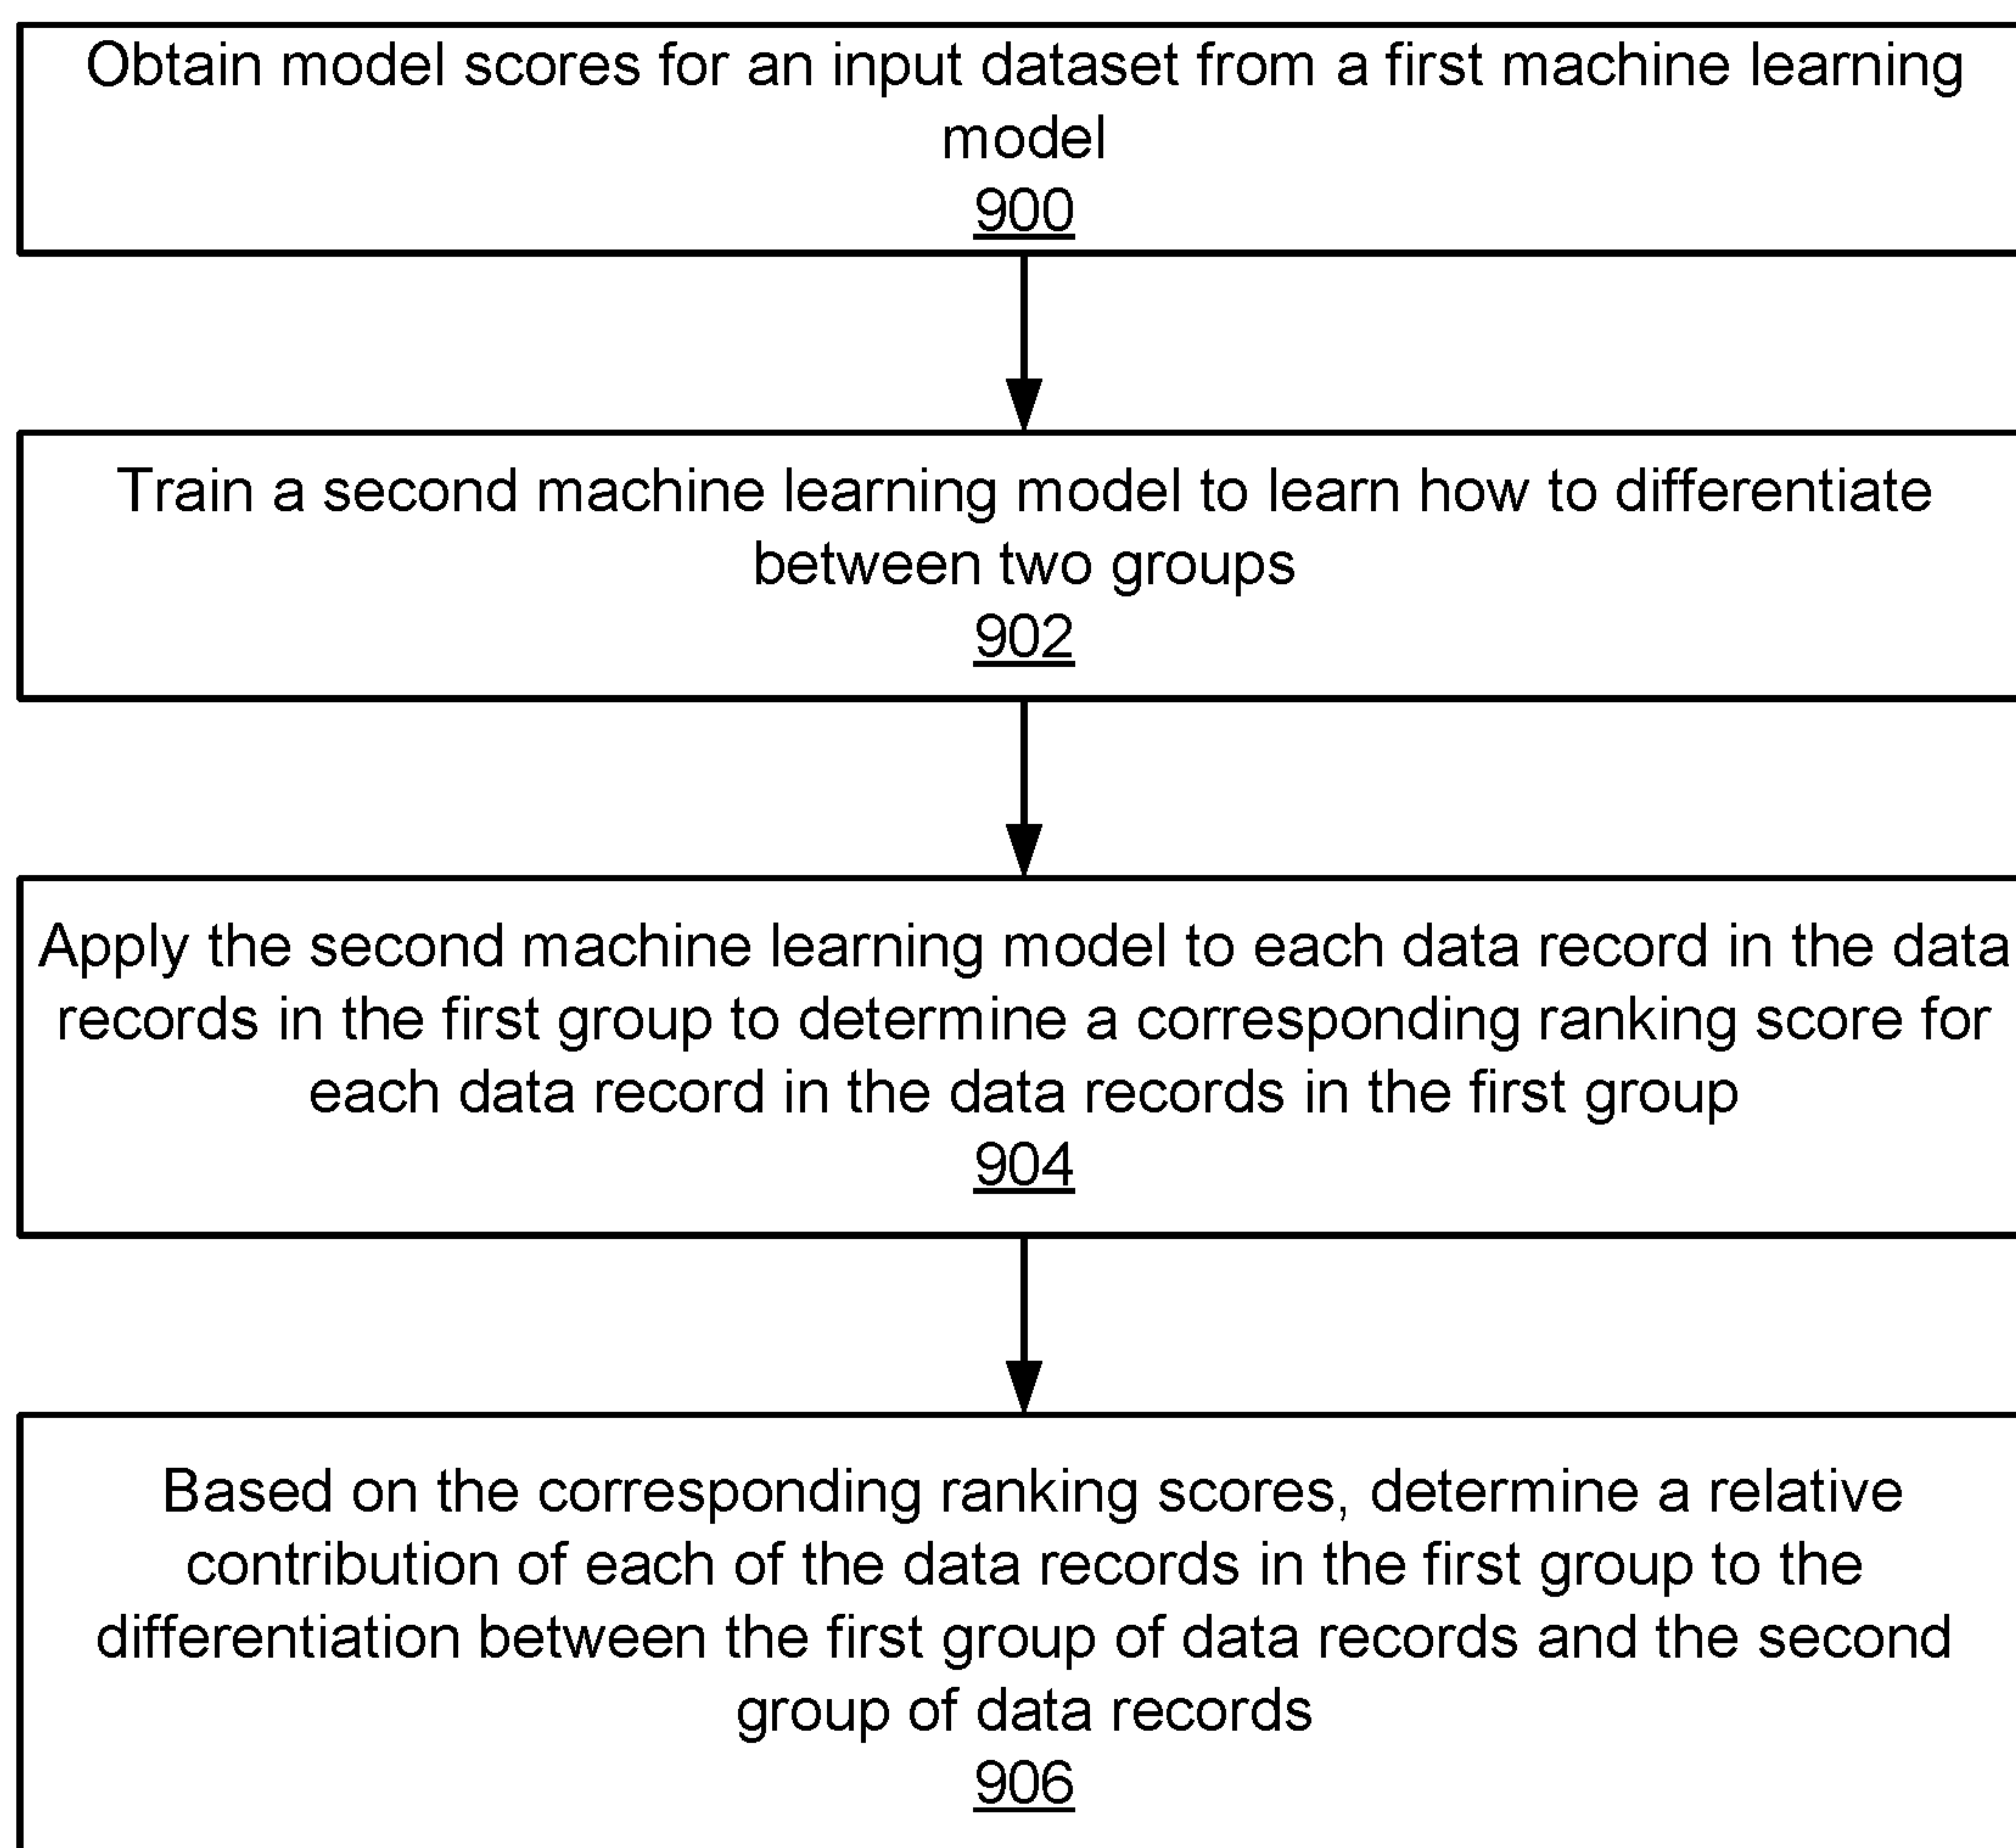 Obtain model scores for an input dataset from a first machine learning
model
900
Train a second machine learning model to learn how to differentiate
between two groups
902
Apply the second machine learning model to each data record in the data
records in the first group to determine a corresponding ranking score for
each data record in the data records in the first group
904
Based on the corresponding ranking scores, determine a relative
contribution of each of the data records in the first group to the
differentiation between the first group of data records and the second
group of data records
906